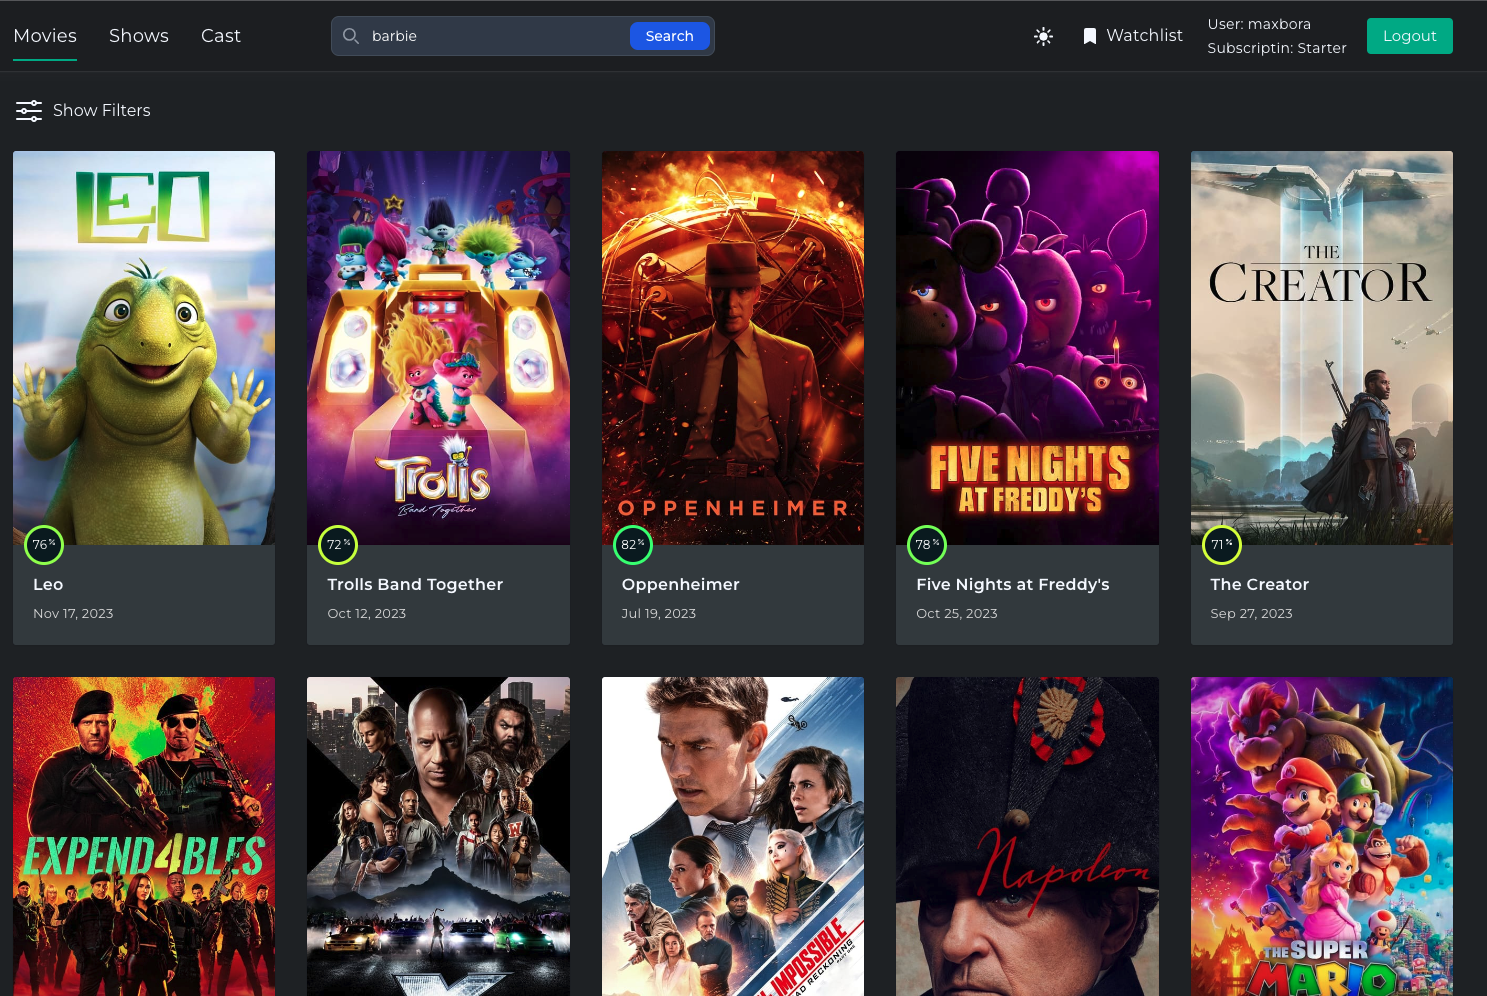 Movies
Shows
Cast
barbie
Search
Watchlist
User: maxbora
Subscriptin: Starter
Logout
Show Filters
LEO
Trolls
Band Together
OPPENHEIMER
FIVE NIGHTS
AT FREDDY'S
THE
CREATOR
76%
72%
82%
78%
71%
Leo
Trolls Band Together
Oppenheimer
Five Nights at Freddy's
The Creator
Nov 17, 2023
Oct 12, 2023
Jul 19, 2023
Oct 25, 2023
Sep 27, 2023
EXPEND4BLES
IMPOSSIBLE
RECKONING
Napoleon
THE SUPER
MARIO